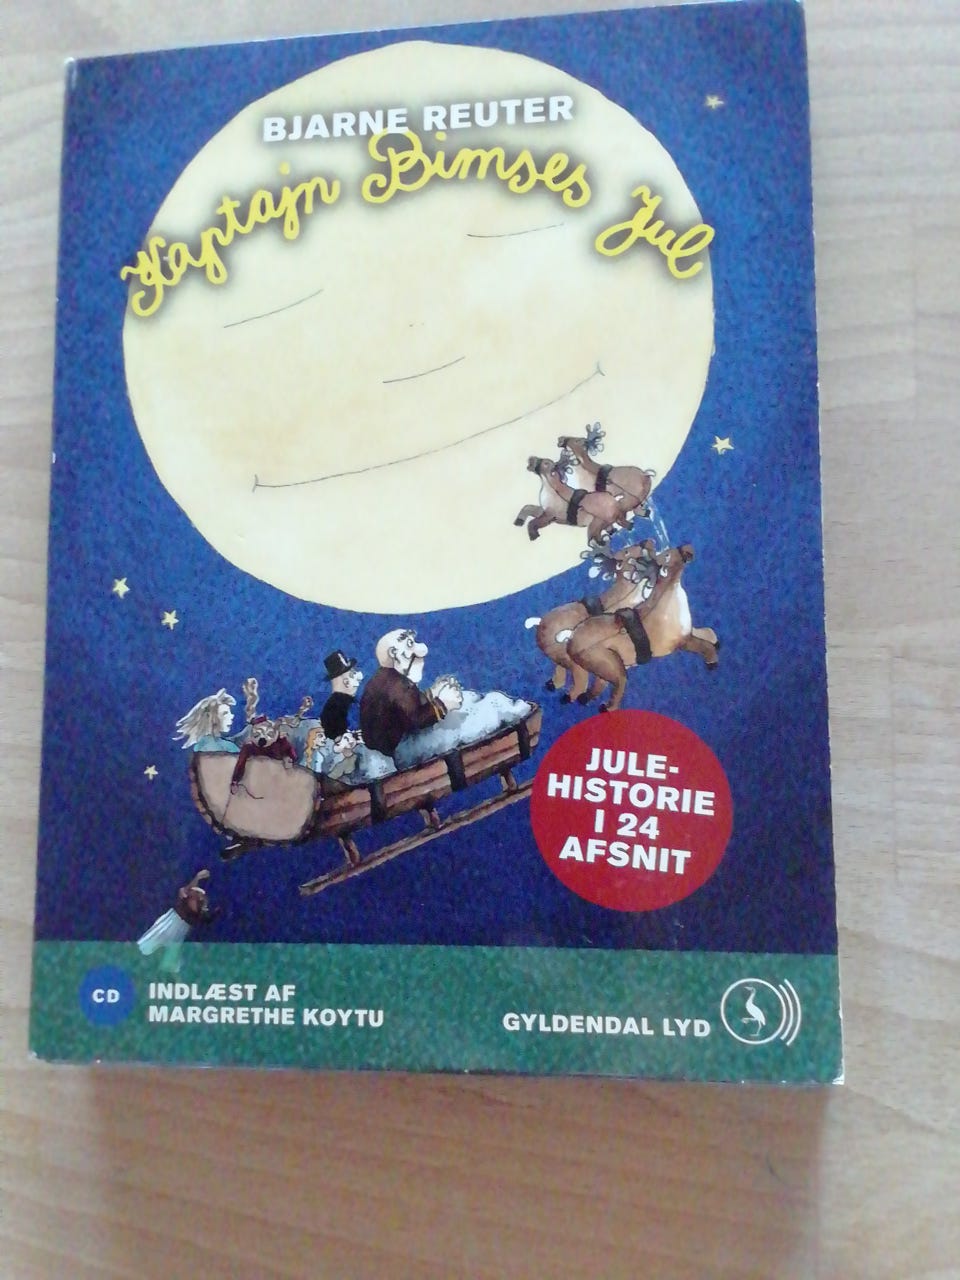 BJARNE REUTER
Kaptajn Bimses Jul
JULE-
HISTORIE
I 24
AFSNIT
CD
INDLÆST AF
MARGRETHE KOYTU
GYLDENDAL LYD